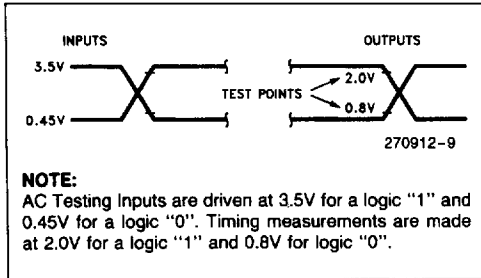 INPUTS OUTPUTS
3.5V 2.0V
TEST POINTS
0.45V 0.8V
270912-9
NOTE:
AC Testing Inputs are driven at 3.5V for a logic "1" and
0.45V for a logic "0". Timing measurements are made
at 2.0V for a logic "1" and 0.8V for logic "0".